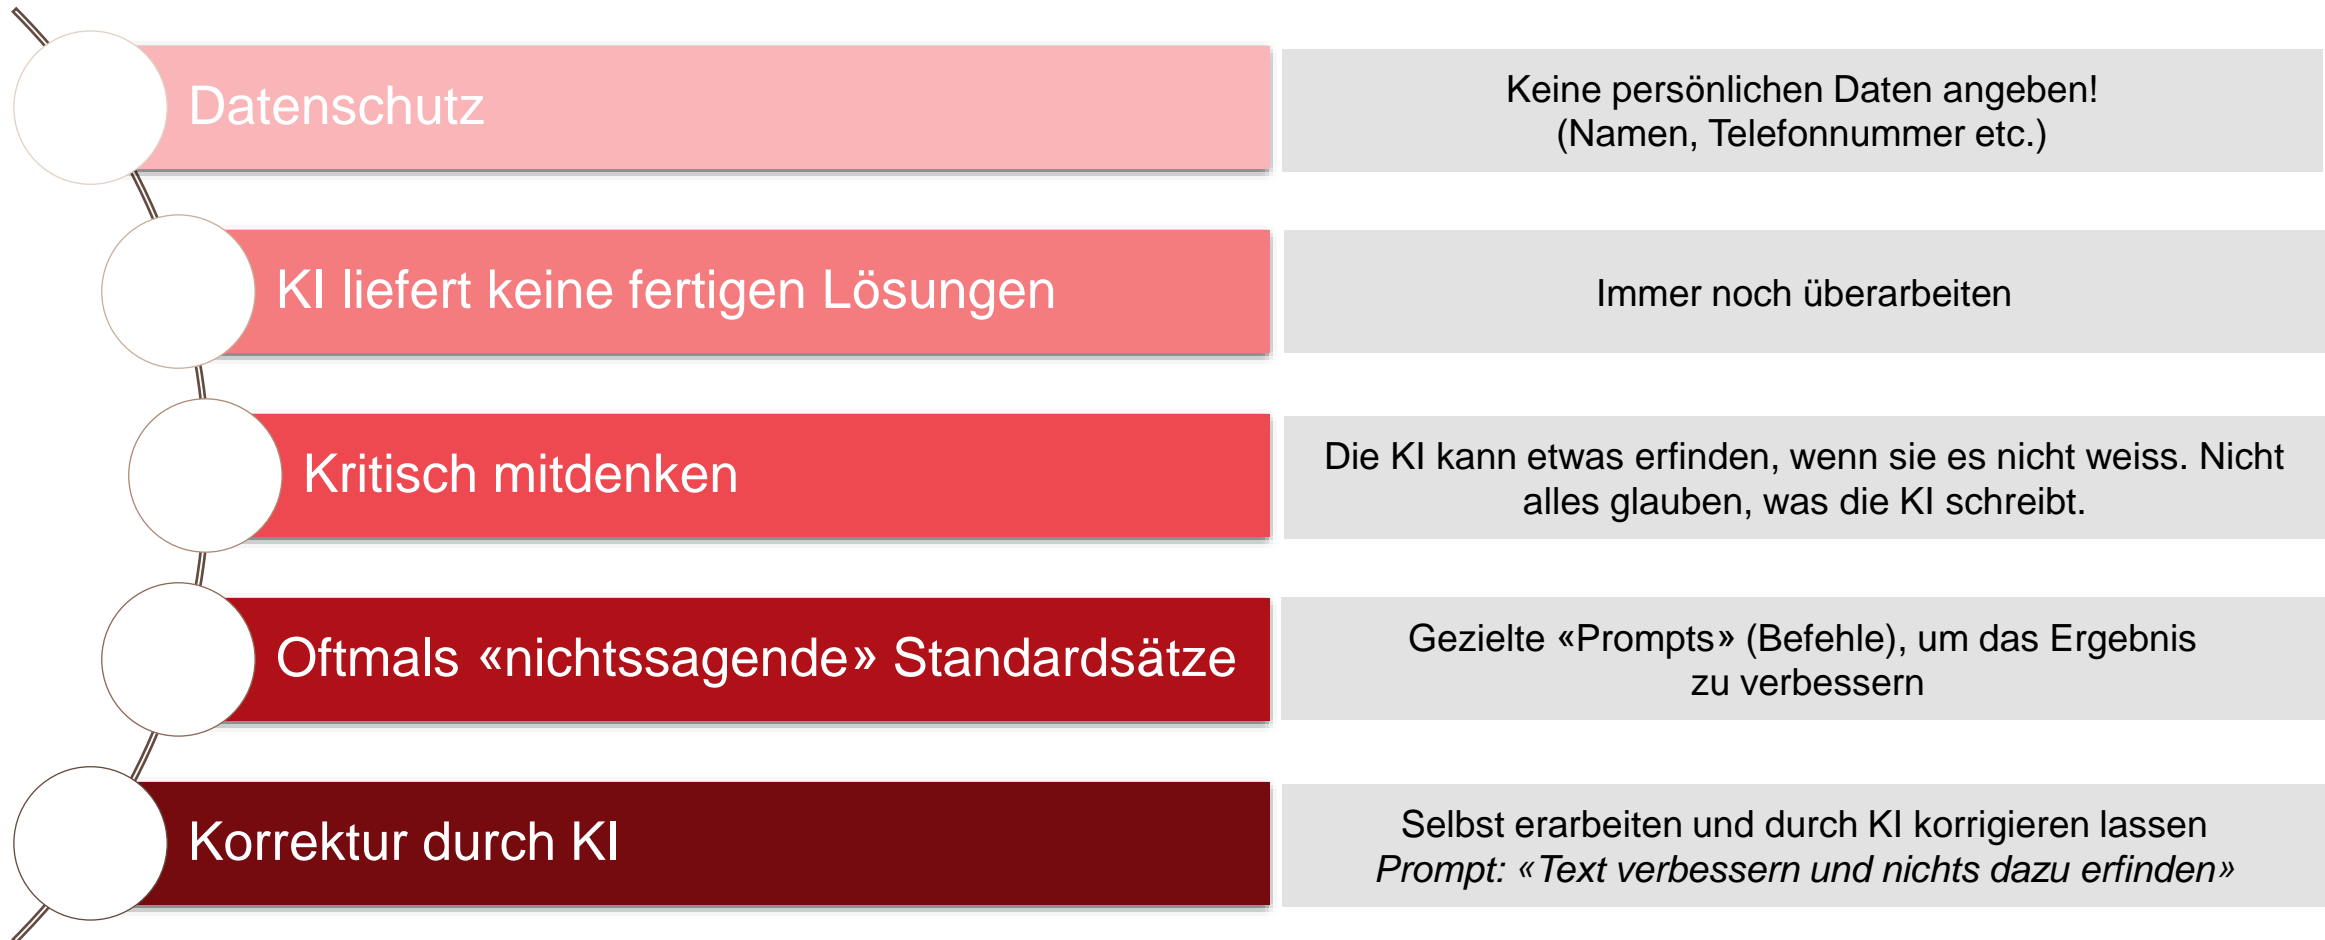 Datenschutz
Keine persönlichen Daten angeben!
(Namen, Telefonnummer etc.)
KI liefert keine fertigen Lösungen
Immer noch überarbeiten
Kritisch mitdenken
Die KI kann etwas erfinden, wenn sie es nicht weiss. Nicht
alles glauben, was die KI schreibt.
Oftmals «nichtssagende» Standardsätze
Gezielte «Prompts» (Befehle), um das Ergebnis
zu verbessern
Korrektur durch KI
Selbst erarbeiten und durch KI korrigieren lassen
Prompt: «Text verbessern und nichts dazu erfinden»